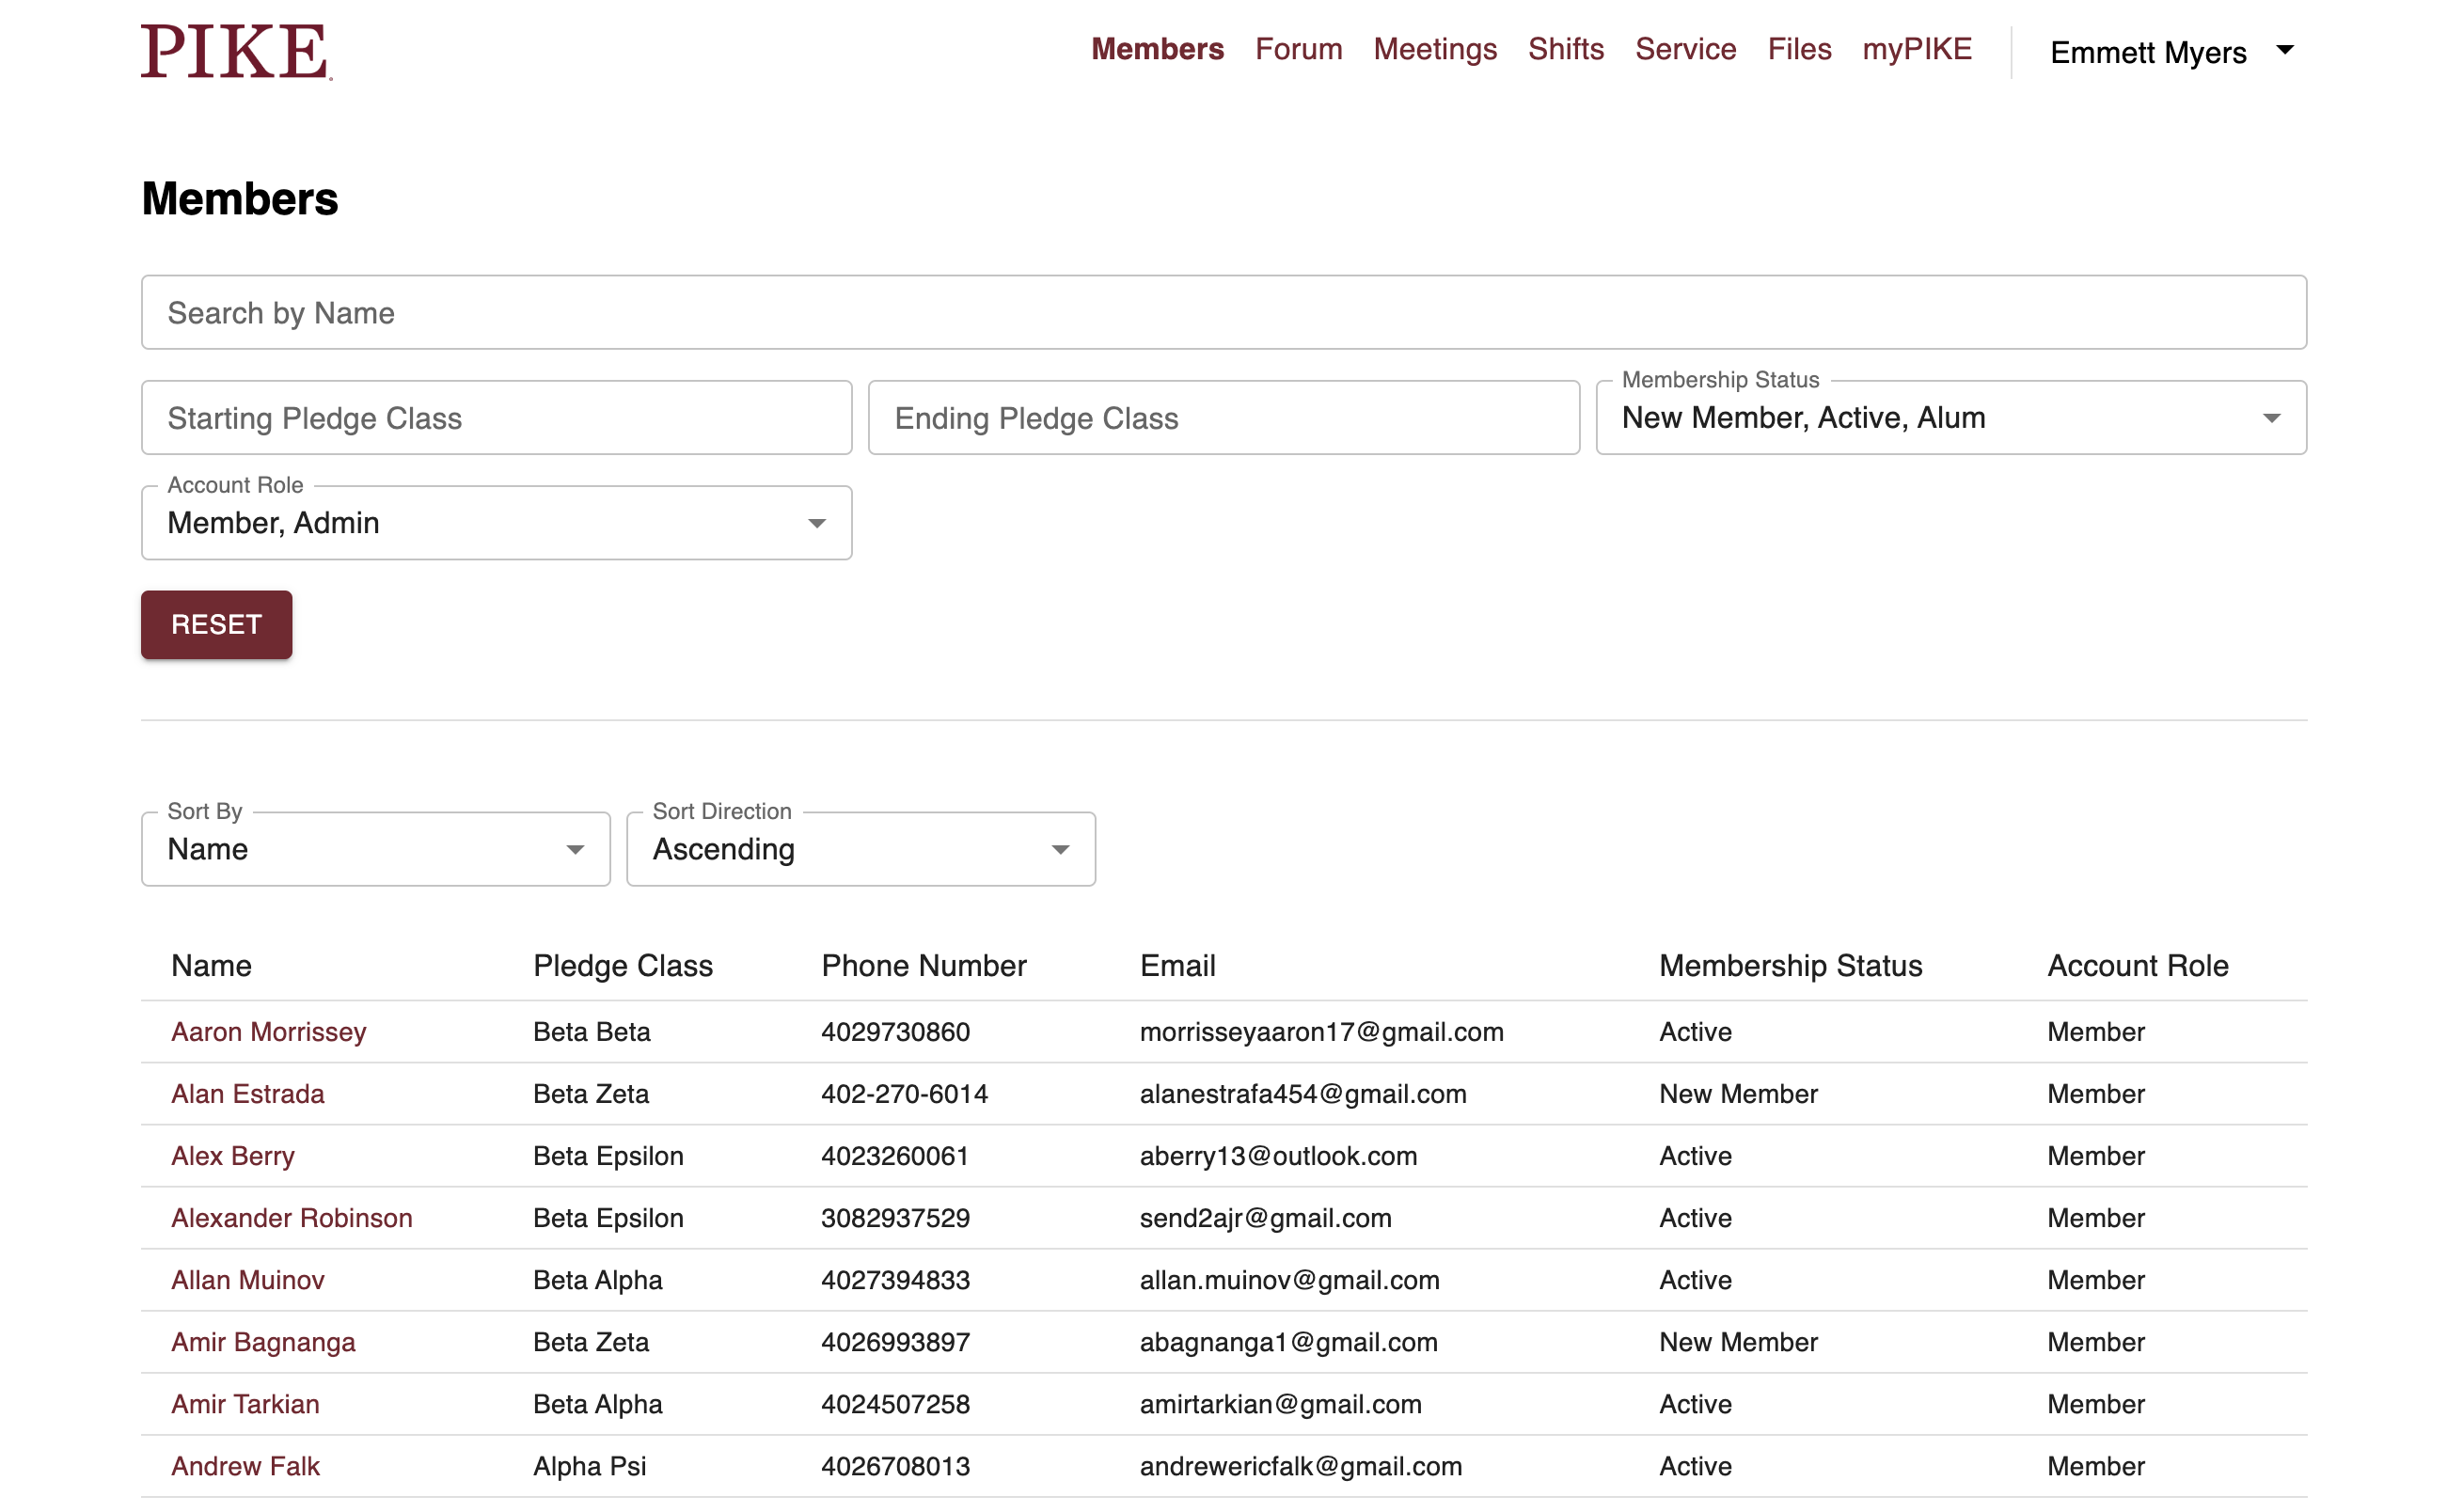 PIKE
Members Forum Meetings Shifts Service Files myPIKE Emmett Myers
Members
Search by Name
Starting Pledge Class Ending Pledge Class Membership Status New Member, Active, Alum
Account Role
Member, Admin
RESET
Sort By Sort Direction
Name Ascending
Name Pledge Class Phone Number Email Membership Status Account Role
Aaron Morrissey Beta Beta 4029730860 morrisseyaaron17@gmail.com Active Member
Alan Estrada Beta Zeta 402-270-6014 alanestrafa454@gmail.com New Member Member
Alex Berry Beta Epsilon 4023260061 aberry13@outlook.com Active Member
Alexander Robinson Beta Epsilon 3082937529 send2ajr@gmail.com Active Member
Allan Muinov Beta Alpha 4027394833 allan.muinov@gmail.com Active Member
Amir Bagnanga Beta Zeta 4026993897 abagnanga1@gmail.com New Member Member
Amir Tarkian Beta Alpha 4024507258 amirtarkian@gmail.com Active Member
Andrew Falk Alpha Psi 4026708013 andrewericfalk@gmail.com Active Member